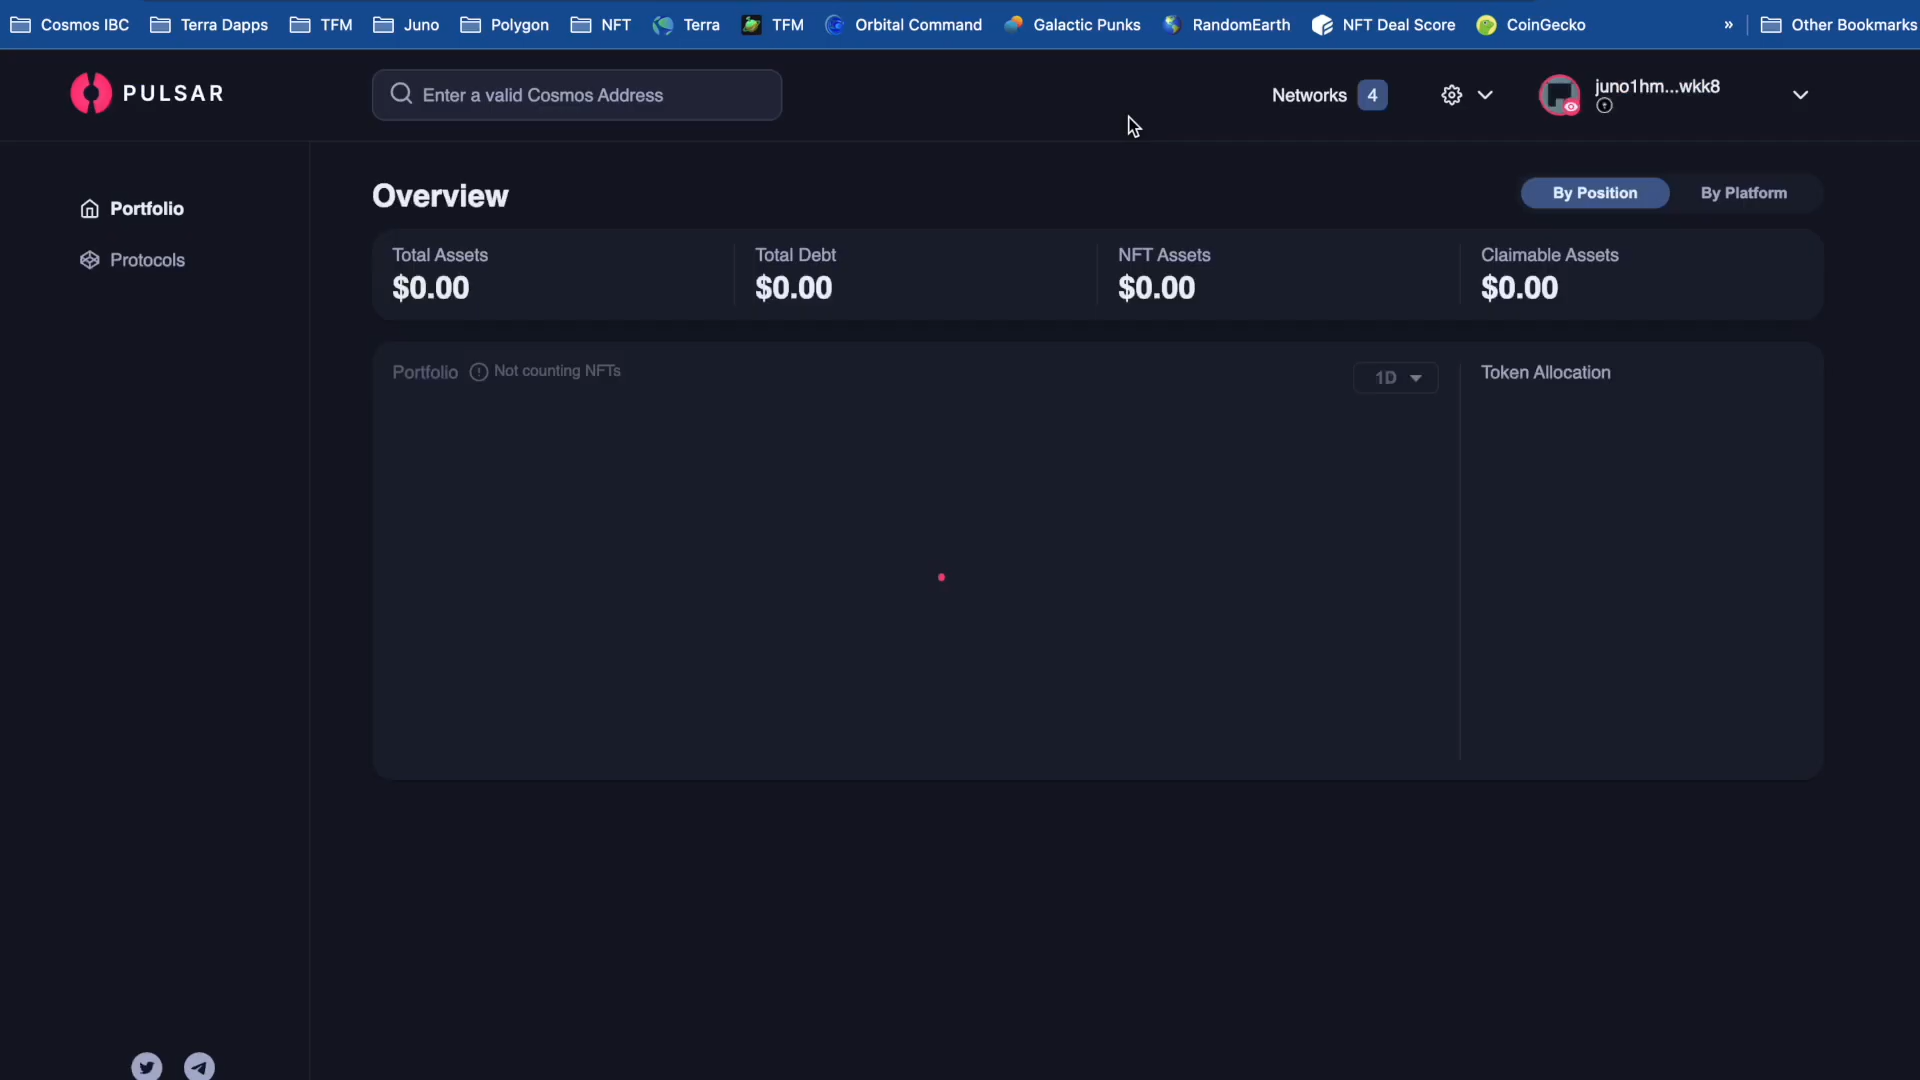 Cosmos IBC Terra Dapps TFM Juno Polygon NFT Terra TFM Orbital Command Galactic Punks RandomEarth NFT Deal Score CoinGecko » Other Bookmarks
PULSAR Enter a valid Cosmos Address Networks 4 juno1hm...wkk8
Portfolio
Protocols
Overview By Position By Platform
Total Assets Total Debt NFT Assets Claimable Assets
$0.00 $0.00 $0.00 $0.00
Portfolio Not counting NFTs 1D Token Allocation